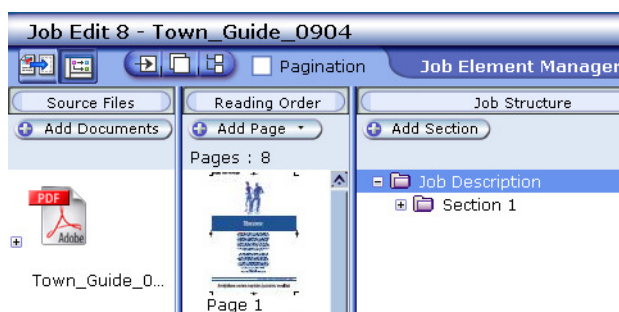 Job Edit 8 - Town_Guide_0904
Pagination
Job Element Manager
Source Files
Reading Order
Job Structure
Add Documents
Add Page
Add Section
Pages : 8
PDF
Adobe
Town_Guide_0...
Page 1
Job Description
Section 1